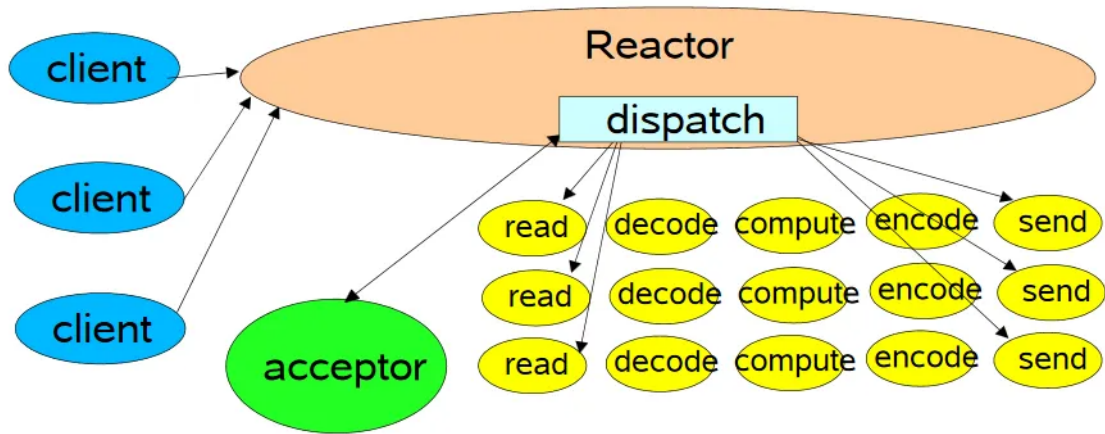 Reactor
client
dispatch
client
read decode compute encode send
read decode compute encode send
client
acceptor
read decode compute encode send